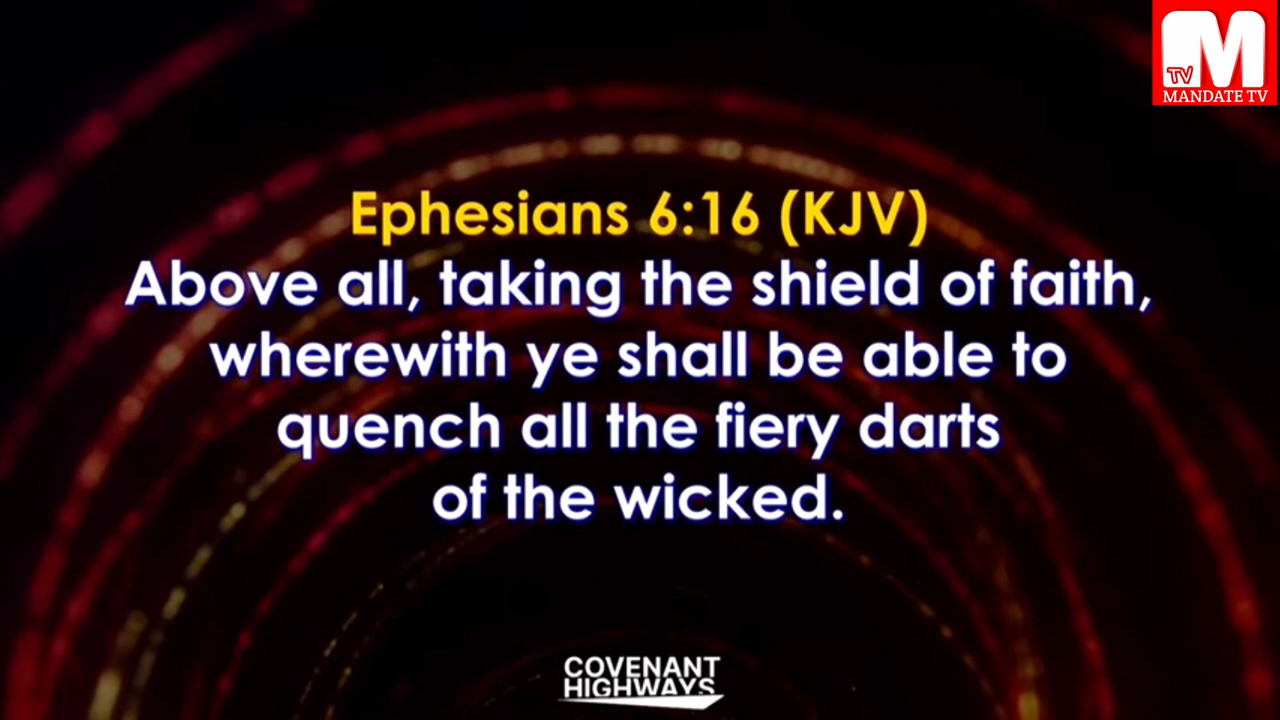 M
TV
MANDATE TV
Ephesians 6:16 (KJV)
Above all, taking the shield of faith,
wherewith ye shall be able to
quench all the fiery darts
of the wicked.
COVENANT
HIGHWAYS